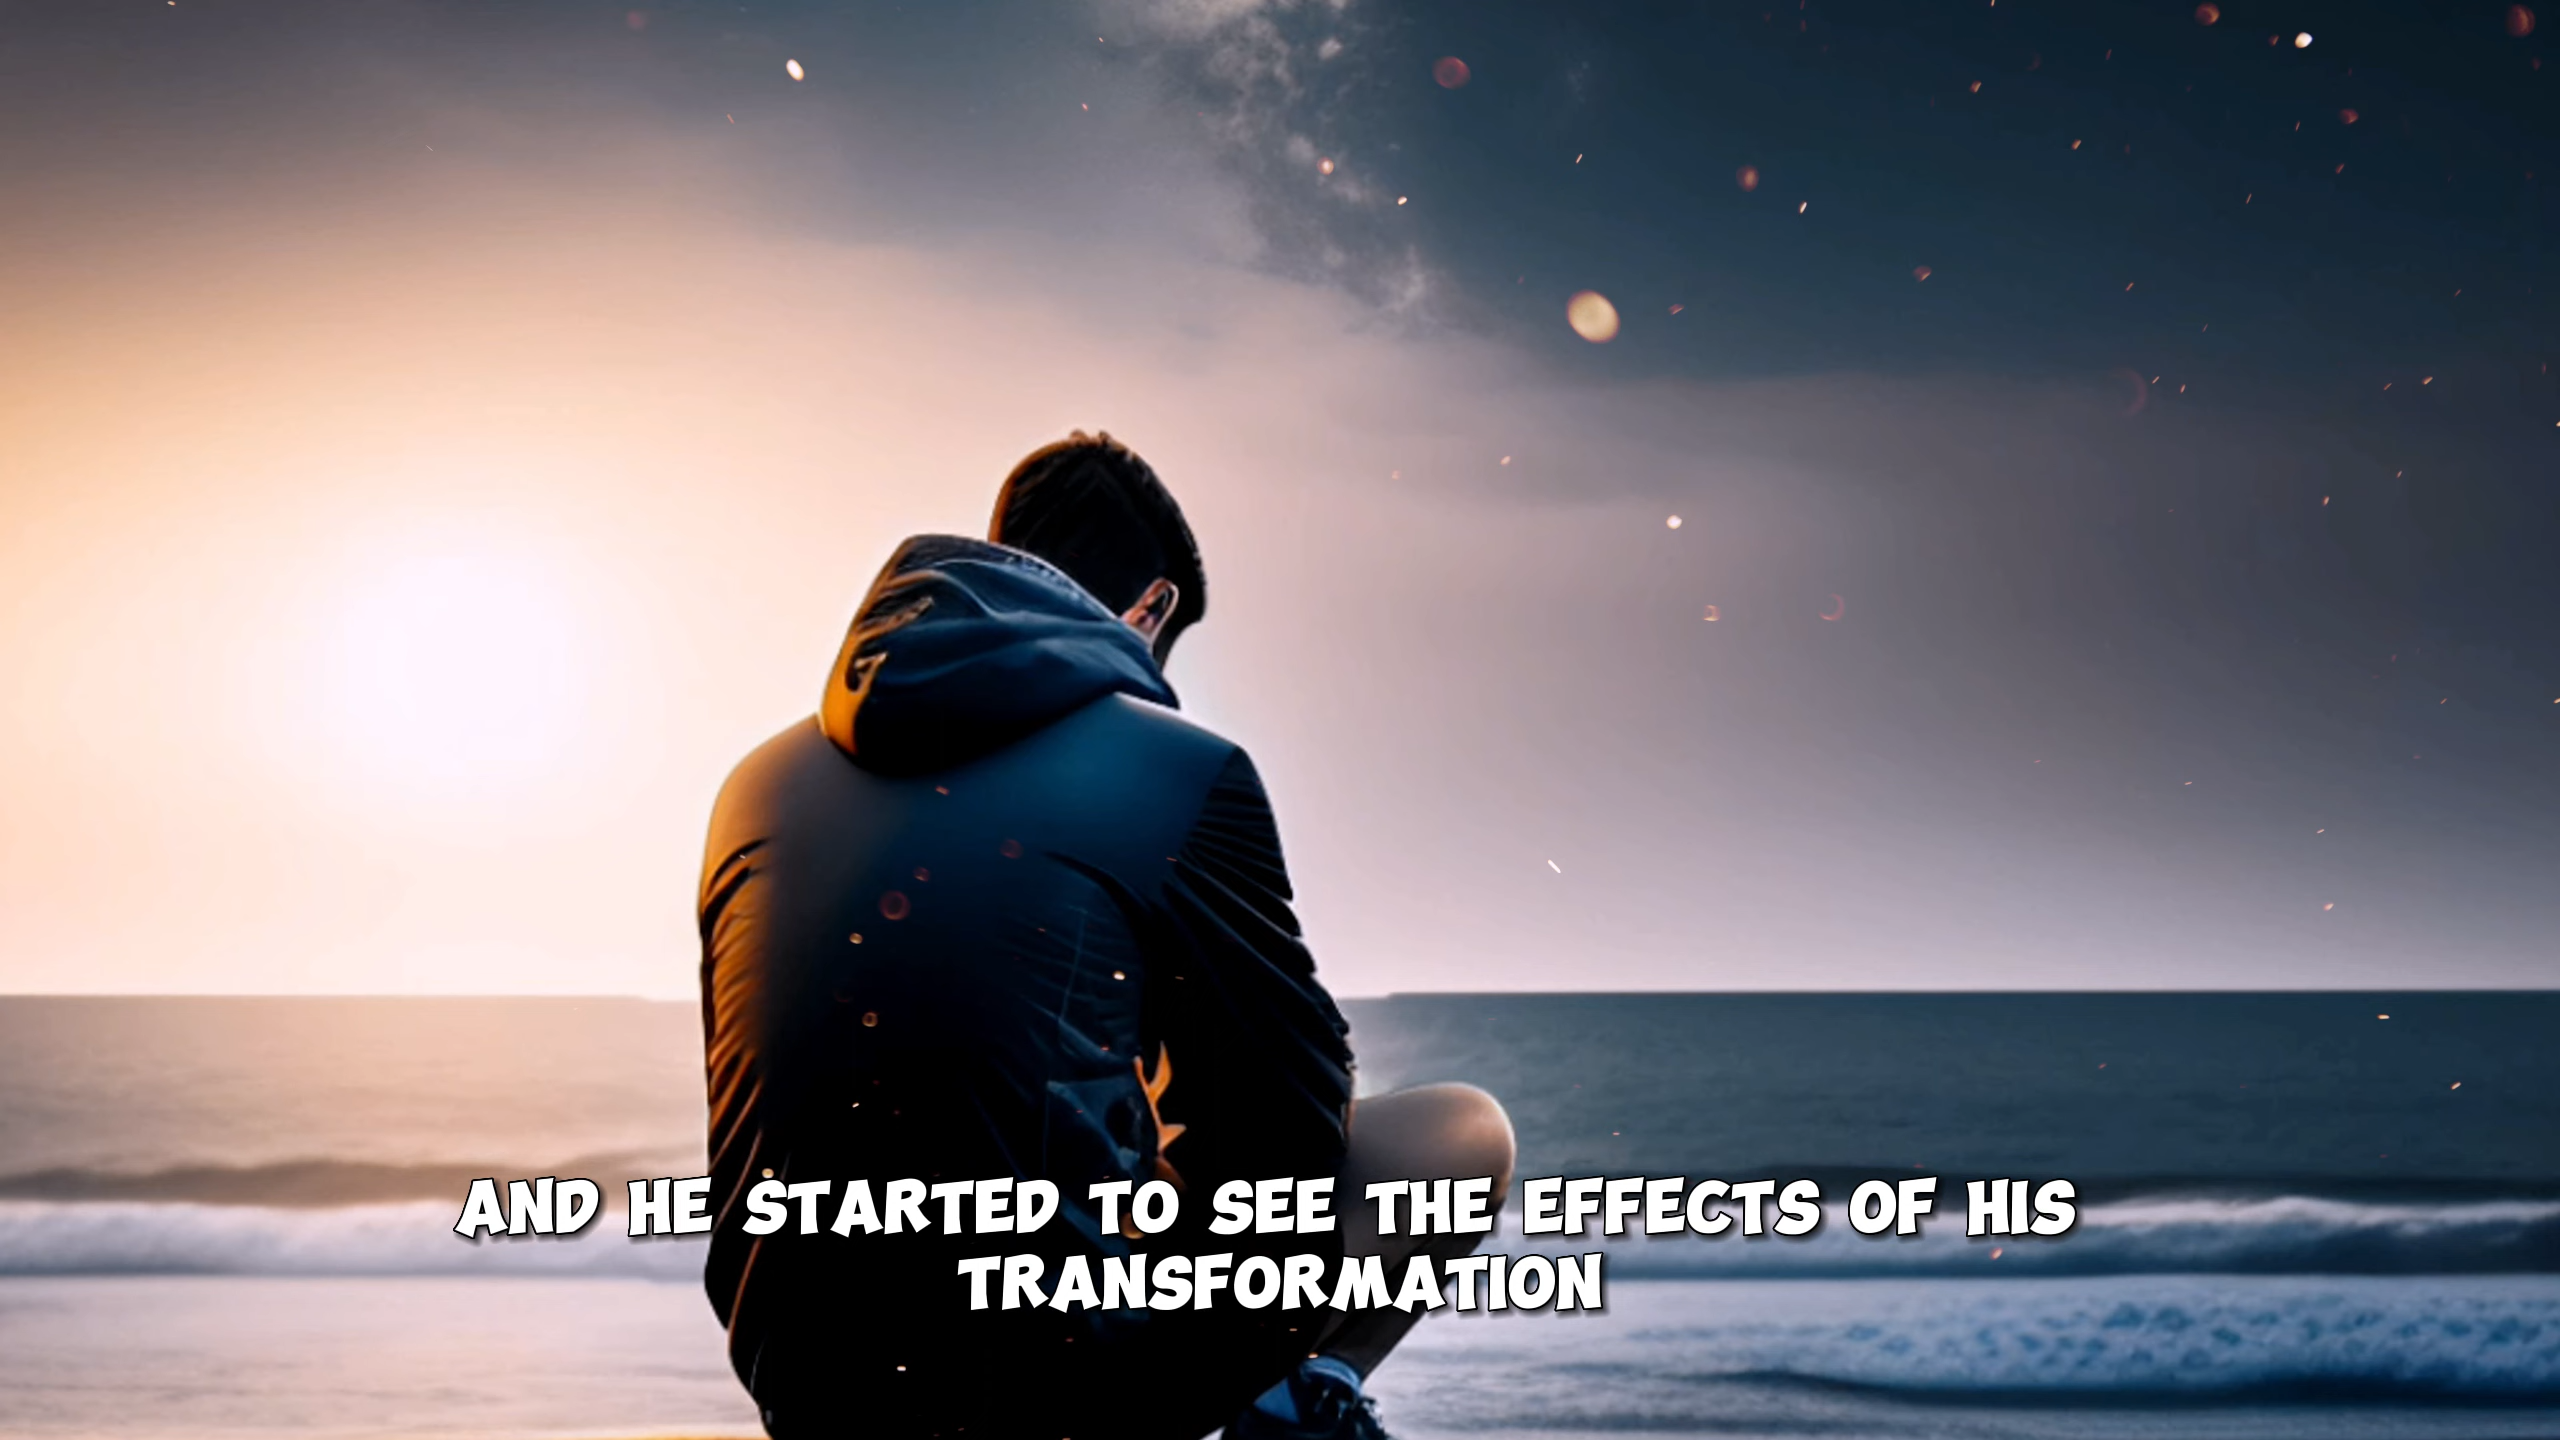 AND HE STARTED TO SEE THE EFFECTS OF HIS
TRANSFORMATION